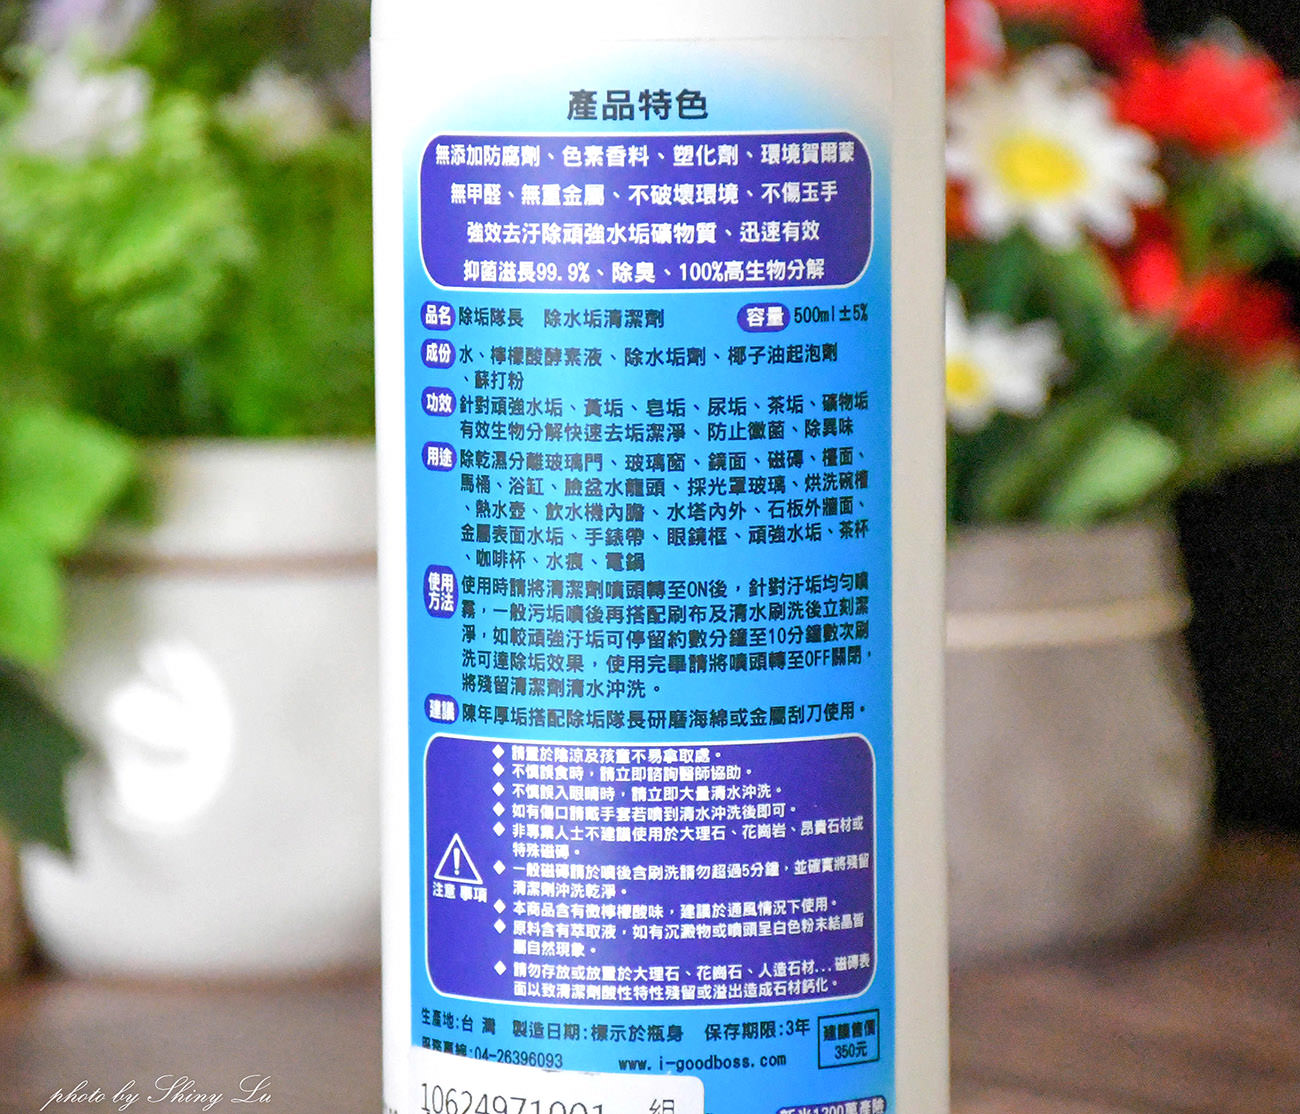 產品特色
無添加防腐劑、色素香料、塑化劑、環境賀爾蒙
無甲醛、無重金屬、不破壞環境、不傷玉手
強效去汙除頑強水垢礦物質、迅速有效
抑菌滋長99.9%、除臭、100%高生物分解
品名 除垢隊長 除水垢清潔劑 容量 500ml±5%
成份 水、檸檬酸酵素液、除水垢劑、椰子油起泡劑
、蘇打粉
功效 針對頑強水垢、黃垢、皂垢、尿垢、茶垢、礦物垢
有效生物分解快速去垢潔淨、防止黴菌、除異味
用途 除乾濕分離玻璃門、玻璃窗、鏡面、磁磚、檯面、
馬桶、浴缸、臉盆水龍頭、採光罩玻璃、烘洗碗槽
、熱水壺、飲水機內膽、水塔內外、石板外牆面、
金屬表面水垢、手錶帶、眼鏡框、頑強水垢、茶杯
、咖啡杯、水痕、電鍋
使用方法 使用時請將清潔劑噴頭轉至ON後，針對汙垢均勻噴
霧，一般污垢噴後再搭配刷布及清水刷洗後立刻潔
淨，如較頑強汙垢可停留約數分鐘至10分鐘數次刷
洗可達除垢效果，使用完畢請將噴頭轉至OFF關閉，
將殘留清潔劑清水沖洗。
建議 陳年厚垢搭配除垢隊長研磨海綿或金屬刮刀使用。
注意事項
◆ 請置於陰涼及孩童不易拿取處。
◆ 不慎誤食時，請立即諮詢醫師協助。
◆ 不慎誤入眼睛時，請立即大量清水沖洗。
◆ 如有傷口請戴手套若噴到清水沖洗後即可。
◆ 非專業人士不建議使用於大理石、花崗岩、昂貴石材或
特殊磁磚。
◆ 一般磁磚請於噴後含刷洗請勿超過5分鐘，並確實將殘留
清潔劑沖洗乾淨。
◆ 本商品含有微檸檬酸味，建議於通風情況下使用。
◆ 原料含有萃取液，如有沉澱物或噴頭呈白色粉末結晶皆
屬自然現象。
◆ 請勿存放或放置於大理石、花崗石、人造石材...磁磚表
面以致清潔劑酸性特性殘留或溢出造成石材鈣化。
生產地:台 灣 製造日期:標示於瓶身 保存期限:3年 建議售價
350元
服務專線:04-26396093 www.i-goodboss.com
photo by Shiny Lu